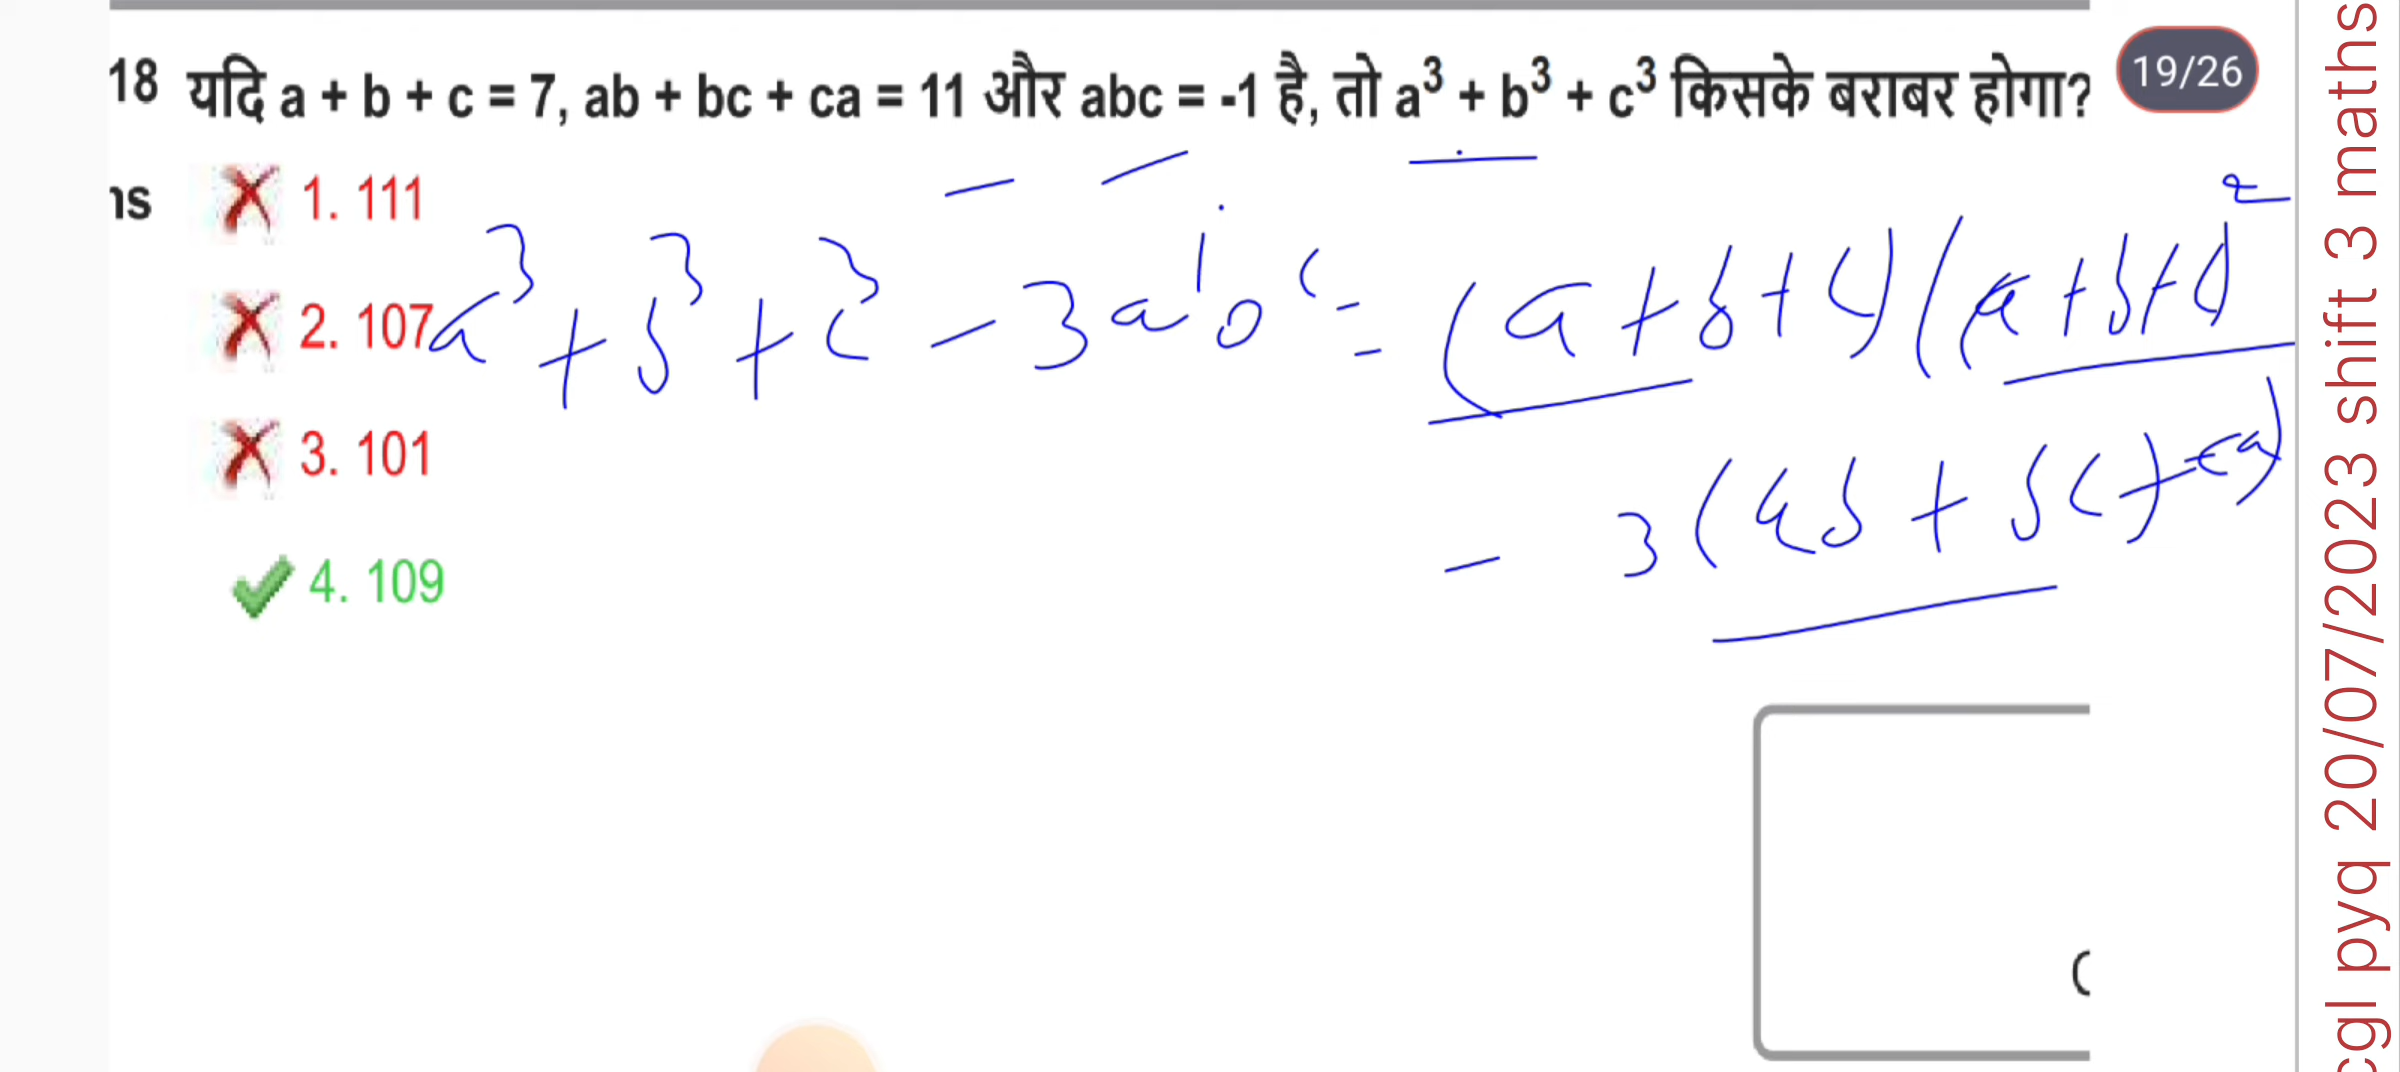 18 यदि a + b + c = 7, ab + bc + ca = 11 और abc = -1 है, तो a³ + b³ + c³ किसके बराबर होगा?
19/26
ns
1. 111
2. 107
3. 101
4. 109
a³ + b³ + c³ - 3abc = (a + b + c)((a + b + c)²
- 3(ab + bc + ca)
cgl pyq 20/07/2023 shift 3 maths